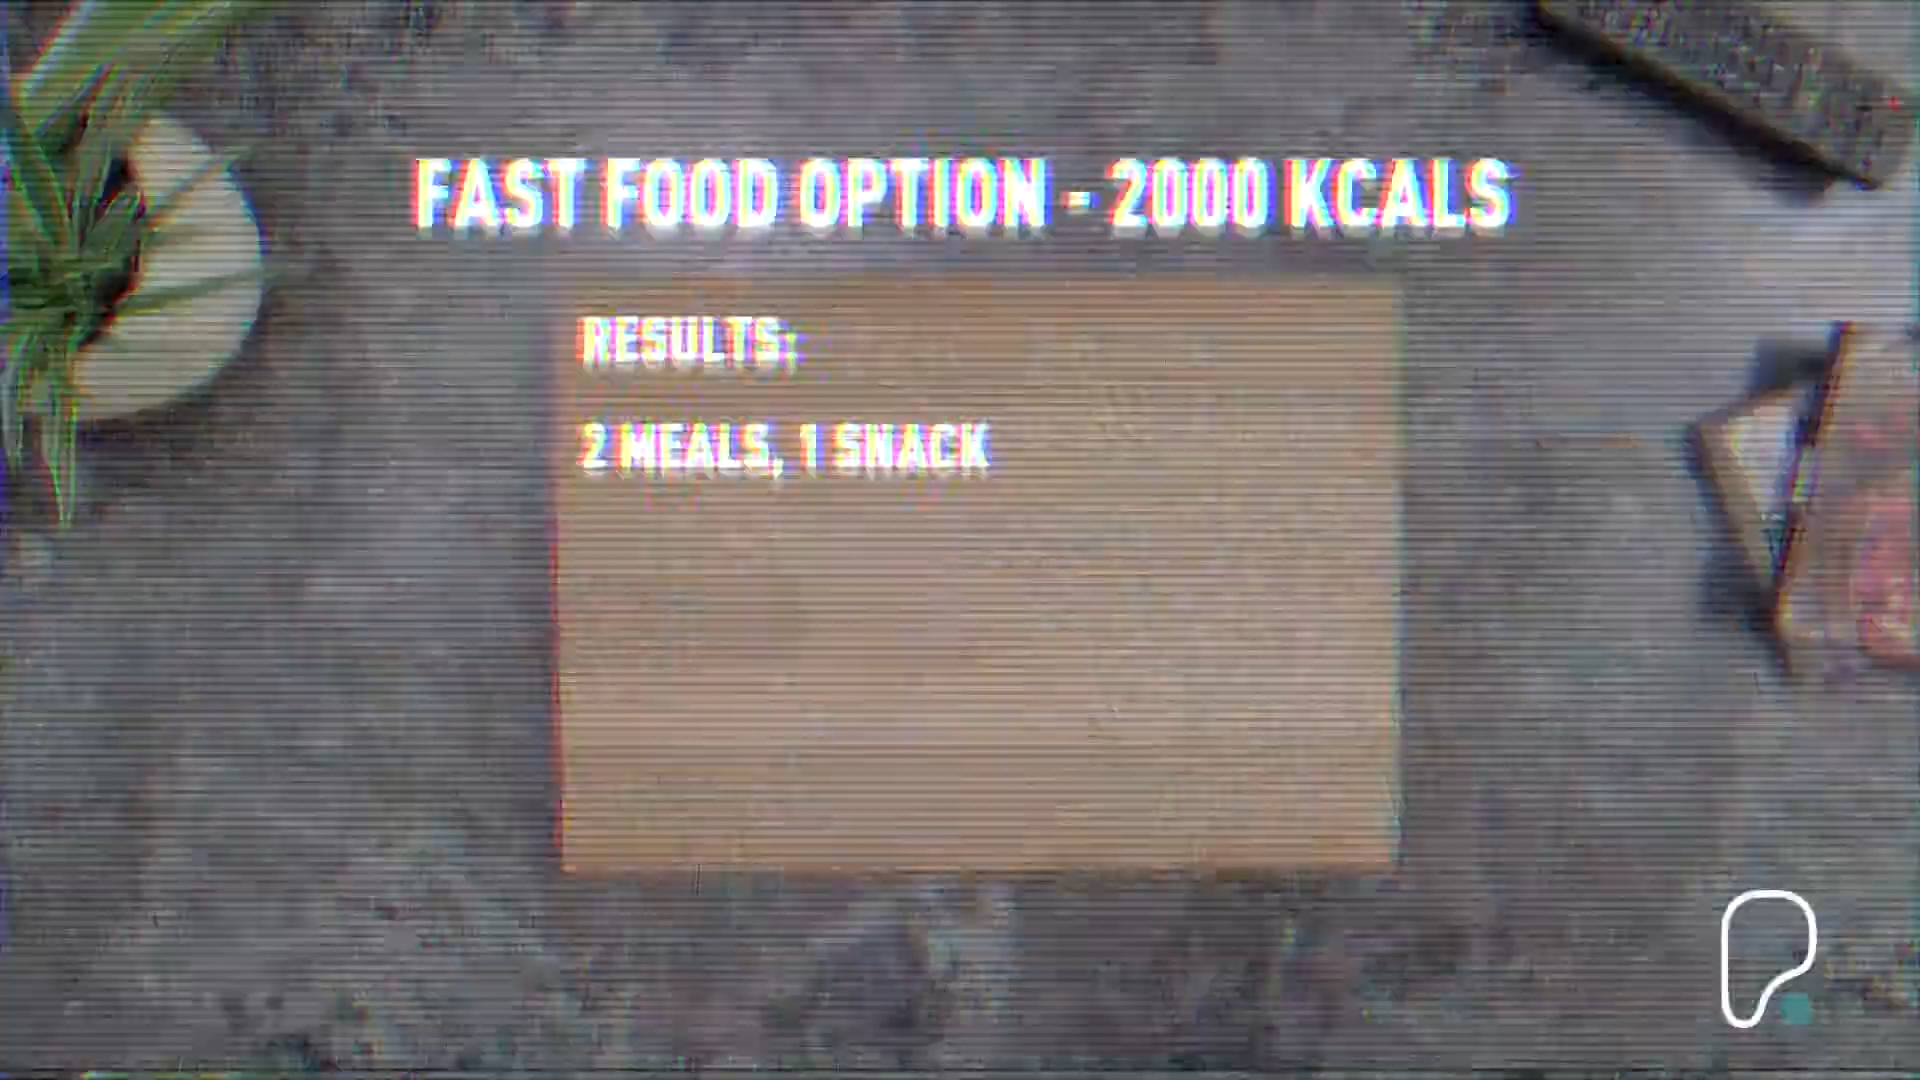 FAST FOOD OPTION - 2000 KCALS
RESULTS:
2 MEALS, 1 SNACK